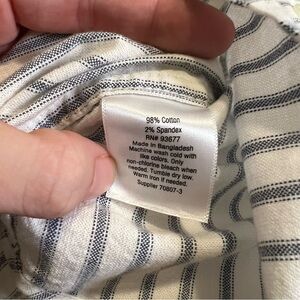 98% Cotton
2% Spandex
RN# 93677
Made in Bangladesh
Machine wash cold with
like colors. Only
non-chlorine bleach when
needed. Tumble dry low.
Warm Iron if needed.
Supplier 70807-3